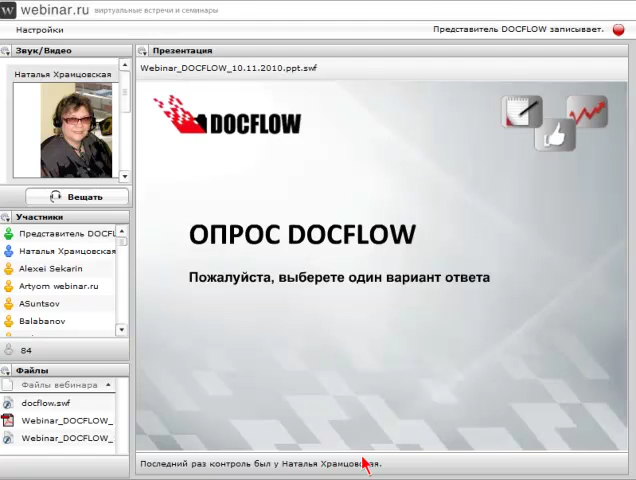 webinar.ru виртуальные встречи и семинары
Настройки
Представитель DOCFLOW записывает.
Звук/Видео
Наталья Храмцовская
Вещать
Участники
Представитель DOCFL
Наталья Храмцовская
Alexei Sekarin
Artyom webinar.ru
ASuntsov
Balabanov
84
Файлы
Файлы вебинара
docflow.swf
Webinar_DOCFLOW_
Webinar_DOCFLOW_
Презентация
Webinar_DOCFLOW_10.11.2010.ppt.swf
DOCFLOW
ОПРОС DOCFLOW
Пожалуйста, выберете один вариант ответа
Последний раз контроль был у Наталья Храмцовская.